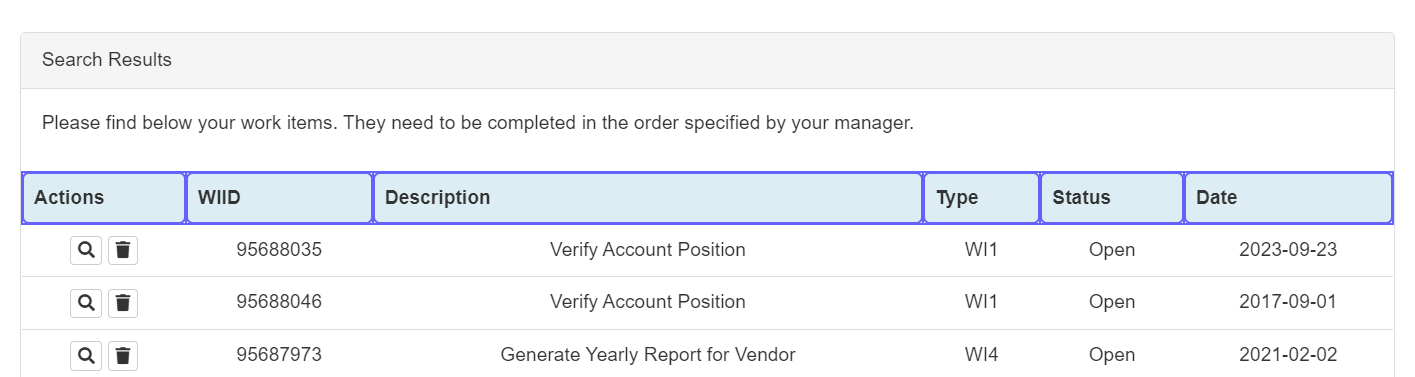 Search Results
Please find below your work items. They need to be completed in the order specified by your manager.
Actions WIID Description Type Status Date
95688035 Verify Account Position WI1 Open 2023-09-23
95688046 Verify Account Position WI1 Open 2017-09-01
95687973 Generate Yearly Report for Vendor WI4 Open 2021-02-02